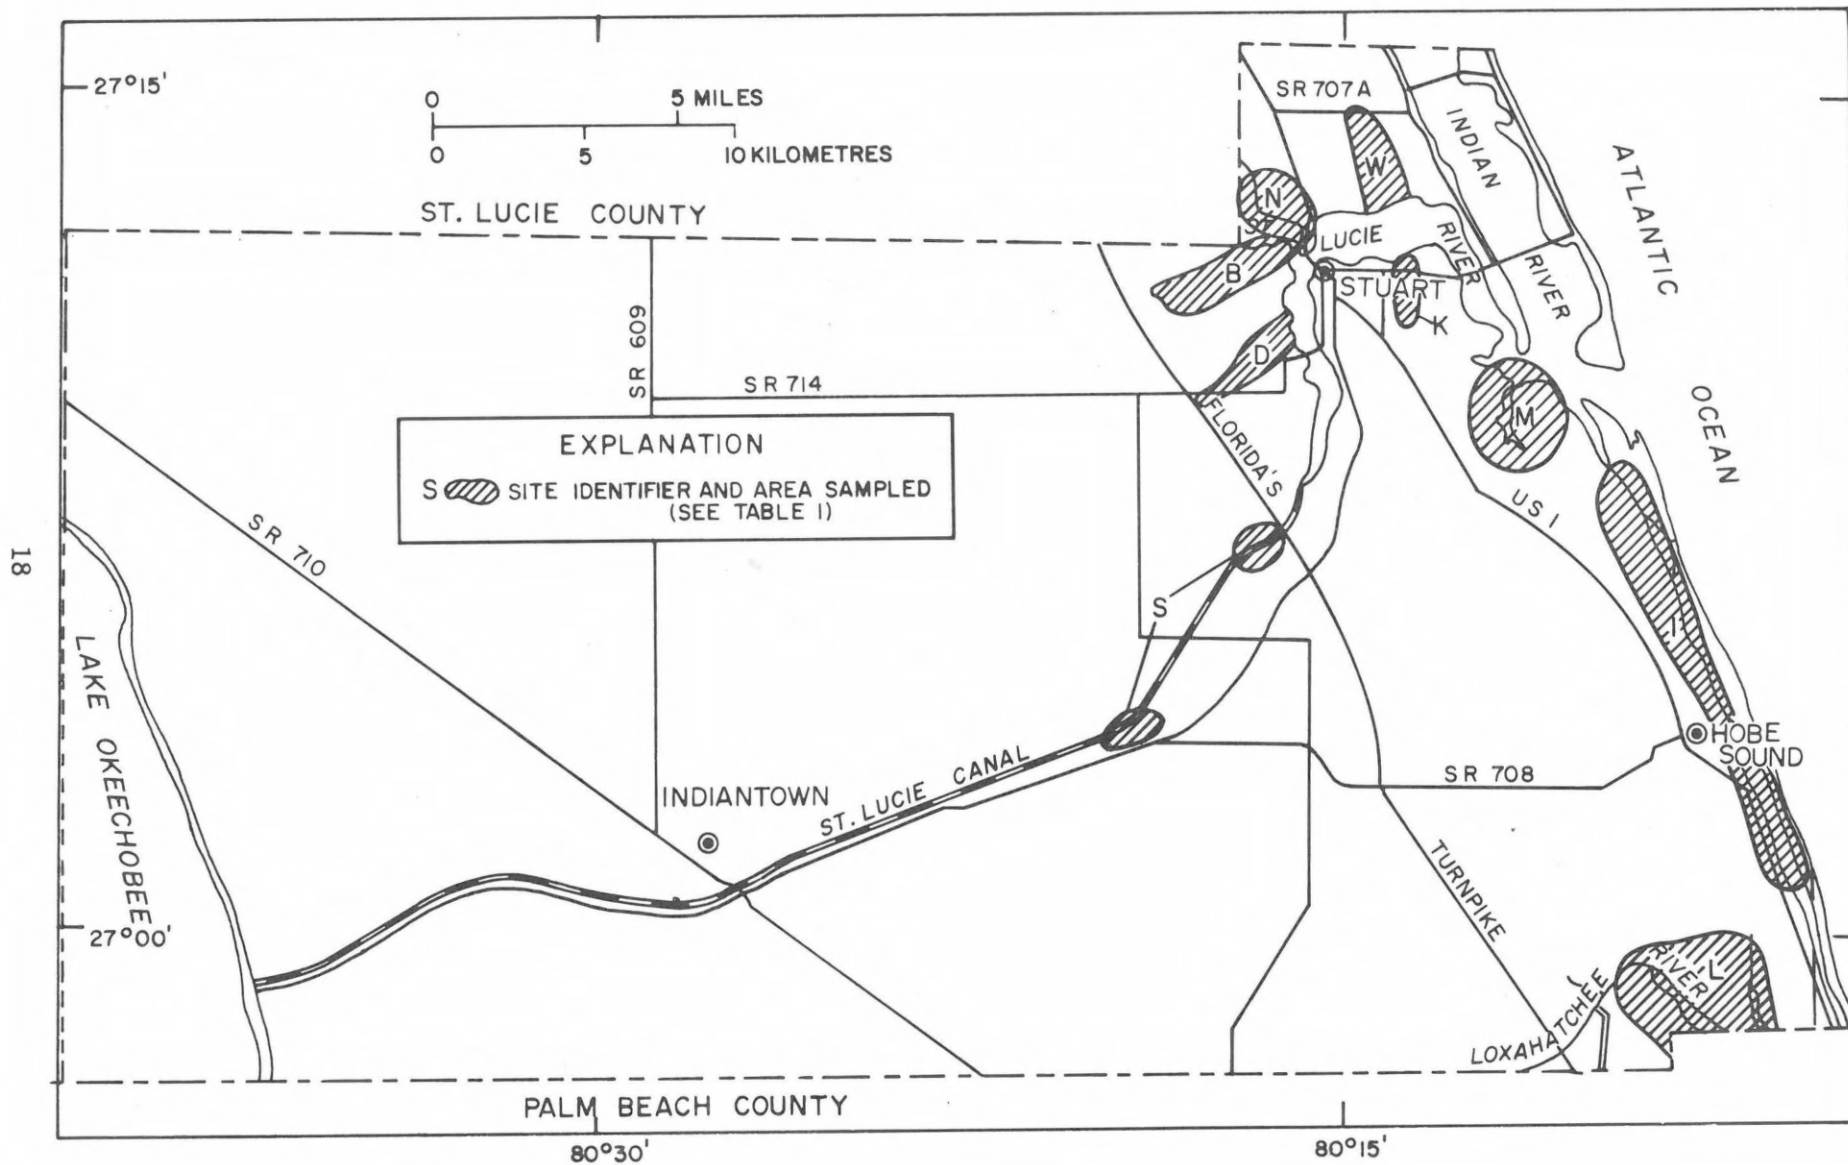 27°15'
0 5 MILES
0 5 10 KILOMETRES
ST. LUCIE COUNTY
SR 707A
INDIAN
RIVER
ATLANTIC
OCEAN
W
N
ST.
LUCIE
RIVER
B
STUART
K
D
SR 609
SR 714
M
FLORIDA'S
TURNPIKE
US 1
EXPLANATION
S SITE IDENTIFIER AND AREA SAMPLED
(SEE TABLE 1)
SR 710
18
LAKE OKEECHOBEE
S
I
HOBE
SOUND
SR 708
ST. LUCIE CANAL
INDIANTOWN
27°00'
L
LOXAHATCHEE
RIVER
PALM BEACH COUNTY
80°30'
80°15'